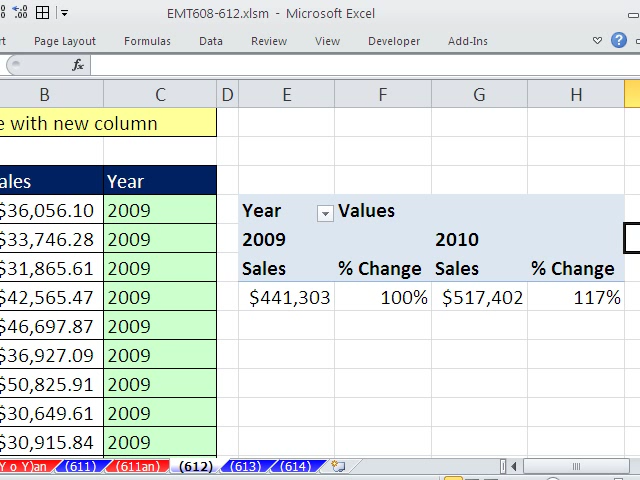 .00 .00 .0 EMT608-612.xlsm - Microsoft Excel
rt Page Layout Formulas Data Review View Developer Add-Ins ?
fx
B C D E F G H
e with new column
ales Year
$36,056.10 2009 Year Values
$33,746.28 2009 2009 2010
$31,865.61 2009 Sales % Change Sales % Change
$42,565.47 2009 $441,303 100% $517,402 117%
$46,697.87 2009
$36,927.09 2009
$50,825.91 2009
$30,649.61 2009
$30,915.84 2009
Y o Y)an (611) (611an) (612) (613) (614)